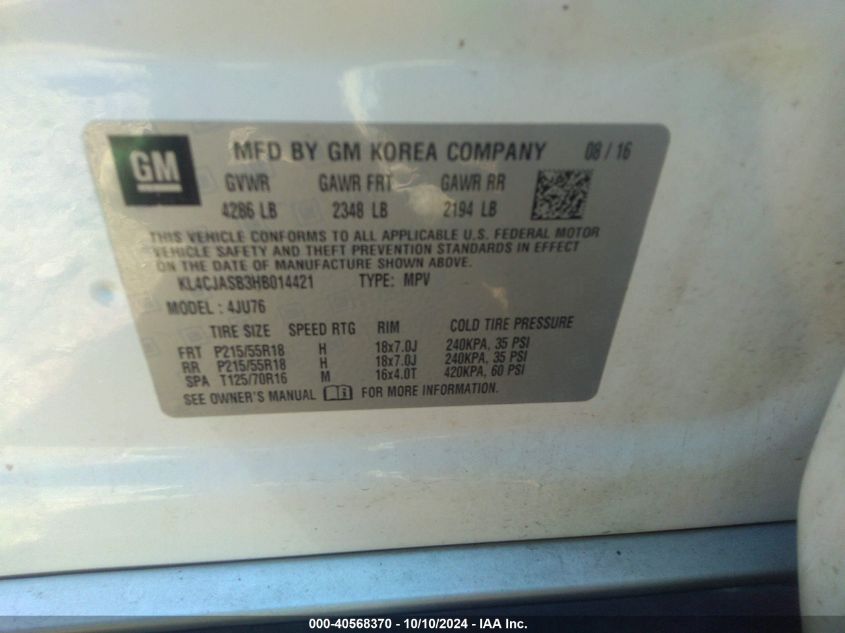 GM MFD BY GM KOREA COMPANY 08 / 16
GVWR GAWR FRT GAWR RR
4286 LB 2348 LB 2194 LB
THIS VEHICLE CONFORMS TO ALL APPLICABLE U.S. FEDERAL MOTOR
VEHICLE SAFETY AND THEFT PREVENTION STANDARDS IN EFFECT
ON THE DATE OF MANUFACTURE SHOWN ABOVE.
KL4CJASB3HB014421 TYPE: MPV
MODEL : 4JU76
TIRE SIZE SPEED RTG RIM COLD TIRE PRESSURE
FRT P215/55R18 H 18x7.0J 240KPA, 35 PSI
RR P215/55R18 H 18x7.0J 240KPA, 35 PSI
SPA T125/70R16 M 16x4.0T 420KPA, 60 PSI
SEE OWNER'S MANUAL FOR MORE INFORMATION.
000-40568370 - 10/10/2024 - IAA Inc.